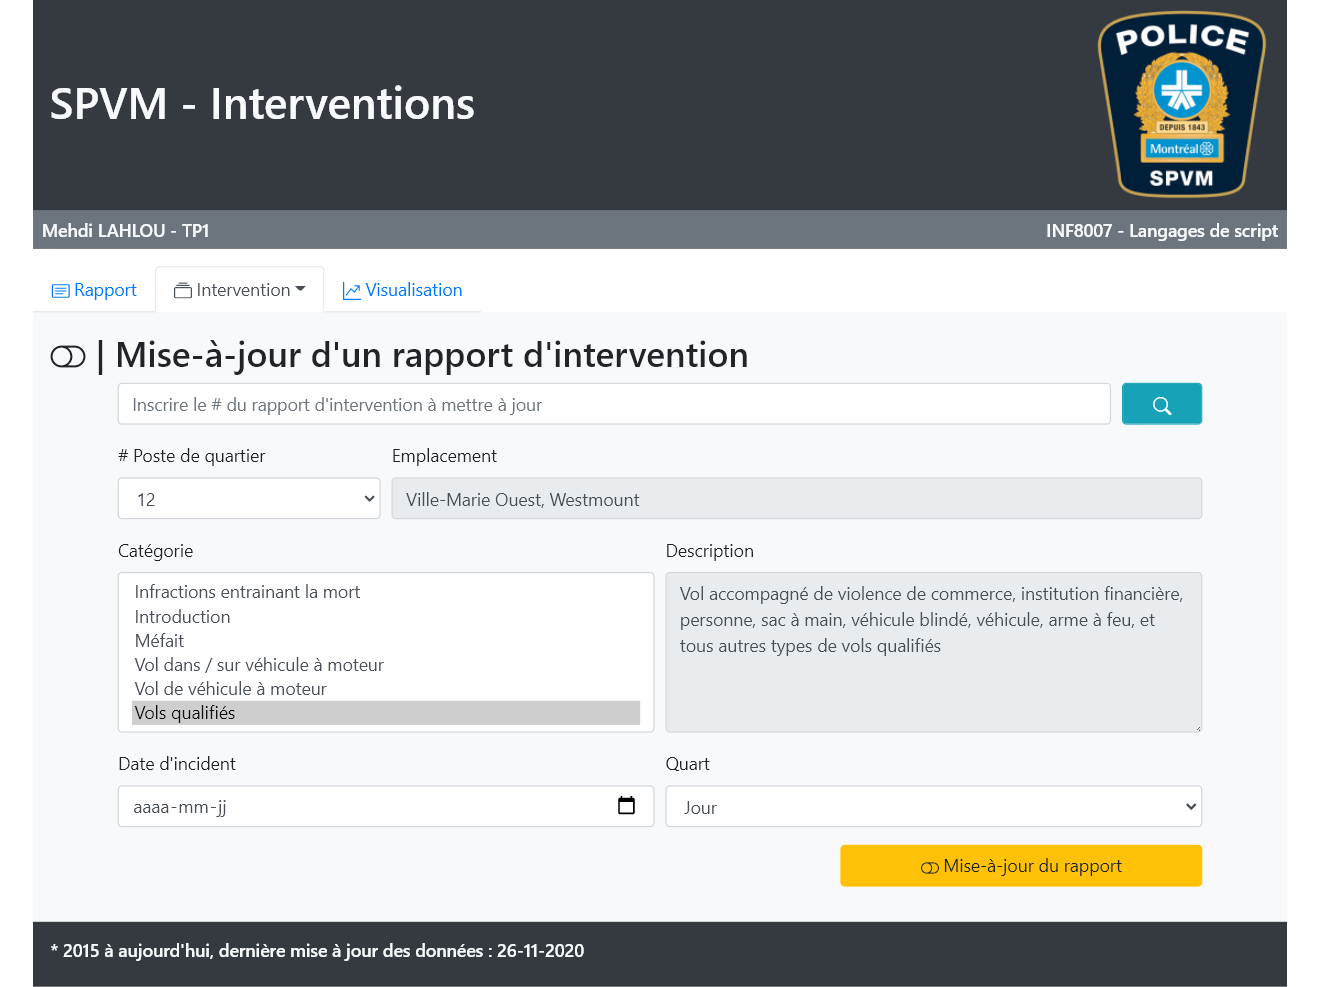 SPVM - Interventions
POLICE
DEPUIS 1843
Montréal
SPVM
Mehdi LAHLOU - TP1
INF8007 - Langages de script
Rapport
Intervention
Visualisation
| Mise-à-jour d'un rapport d'intervention
Inscrire le # du rapport d'intervention à mettre à jour
# Poste de quartier
Emplacement
12
Ville-Marie Ouest, Westmount
Catégorie
Description
Infractions entrainant la mort
Introduction
Méfait
Vol dans / sur véhicule à moteur
Vol de véhicule à moteur
Vols qualifiés
Vol accompagné de violence de commerce, institution financière,
personne, sac à main, véhicule blindé, véhicule, arme à feu, et
tous autres types de vols qualifiés
Date d'incident
Quart
aaaa-mm-jj
Jour
Mise-à-jour du rapport
* 2015 à aujourd'hui, dernière mise à jour des données : 26-11-2020